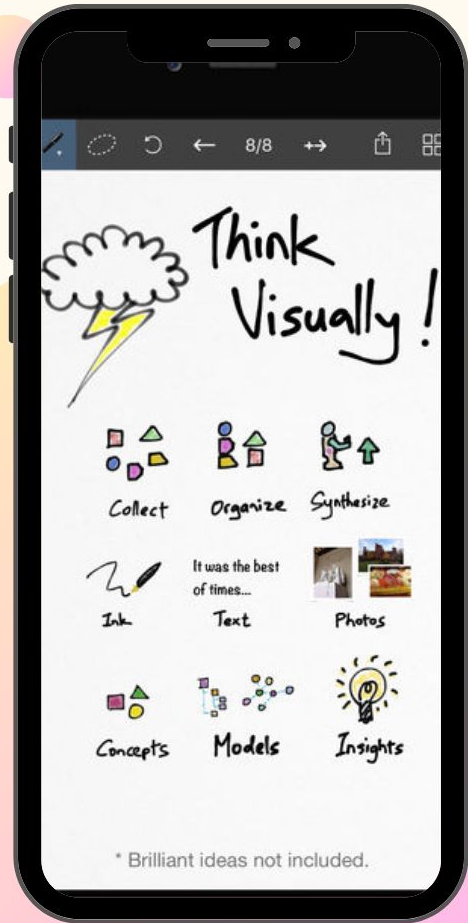 8/8
Think
Visually!
Collect
Organize
Synthesize
It was the best
of times...
Ink
Text
Photos
Concepts
Models
Insights
* Brilliant ideas not included.